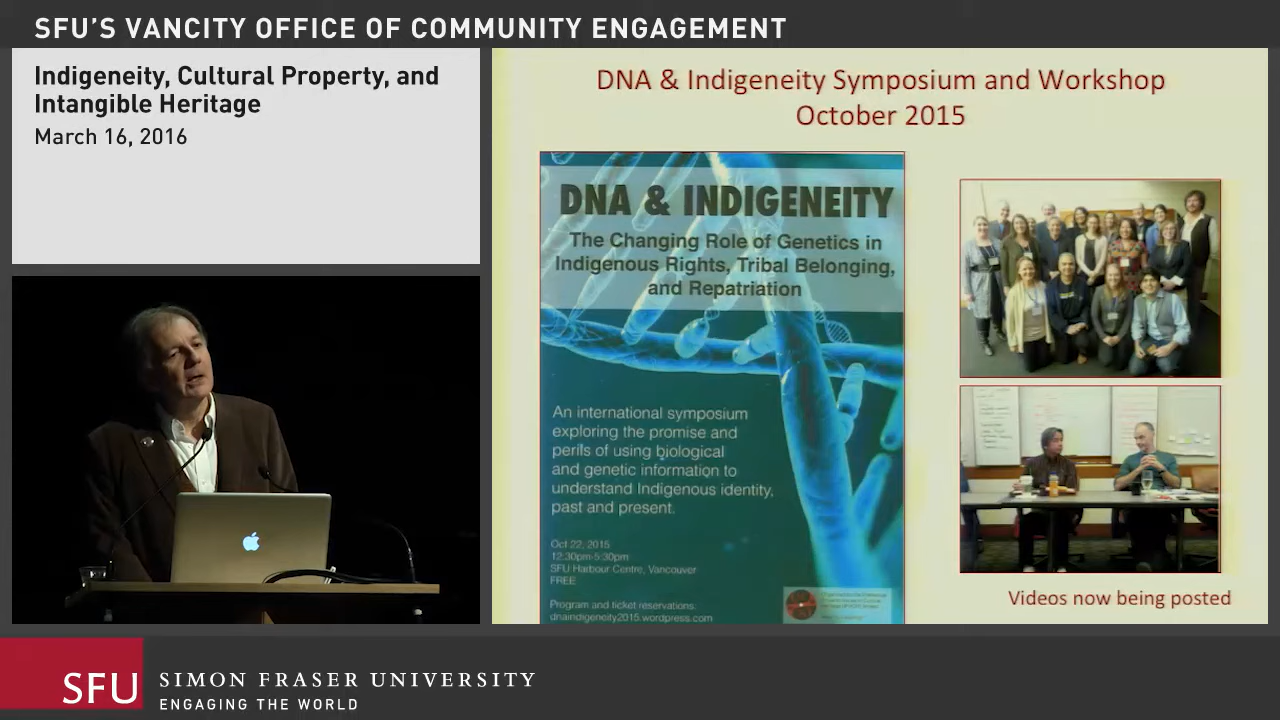 SFU'S VANCITY OFFICE OF COMMUNITY ENGAGEMENT
Indigeneity, Cultural Property, and
Intangible Heritage
March 16, 2016
DNA & Indigeneity Symposium and Workshop
October 2015
DNA & INDIGENEITY
The Changing Role of Genetics in
Indigenous Rights, Tribal Belonging,
and Repatriation
An international symposium
exploring the promise and
perils of using biological
and genetic information to
understand Indigenous identity,
past and present.
Oct 22, 2015
12:30pm-5:30pm
SFU Harbour Centre, Vancouver
FREE
Program and ticket reservations:
dnaindigeneity2015.wordpress.com
Videos now being posted
SFU
SIMON FRASER UNIVERSITY
ENGAGING THE WORLD